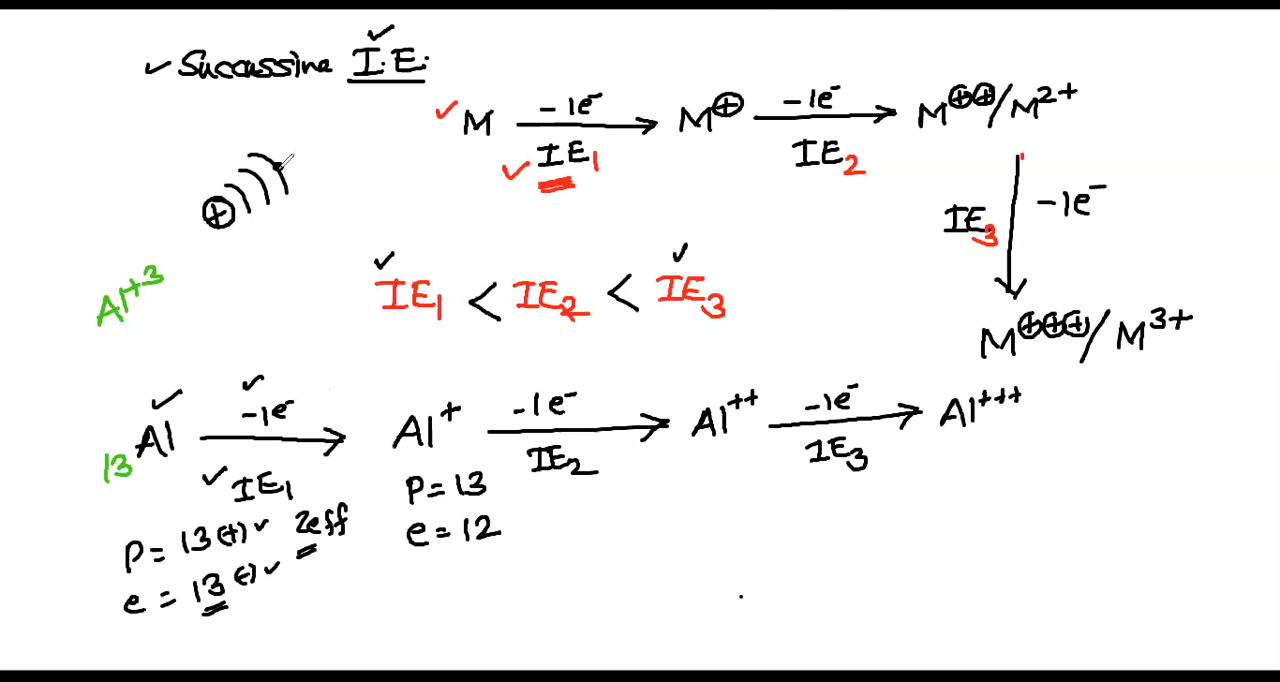 ✓ Succassine I.E.
M —(-1e⁻ / IE₁)→ M⊕ —(-1e⁻ / IE₂)→ M⊕⊕/M²⁺
IE₃ ↓ -1e⁻
M⊕⊕⊕/M³⁺
⊕
Al⁺³
IE₁ < IE₂ < IE₃
₁₃Al —(-1e⁻ / IE₁)→ Al⁺ —(-1e⁻ / IE₂)→ Al⁺⁺ —(-1e⁻ / IE₃)→ Al⁺⁺⁺
P = 13(+) ✓ Zeff
e = 13(-) ✓
P = 13
e = 12